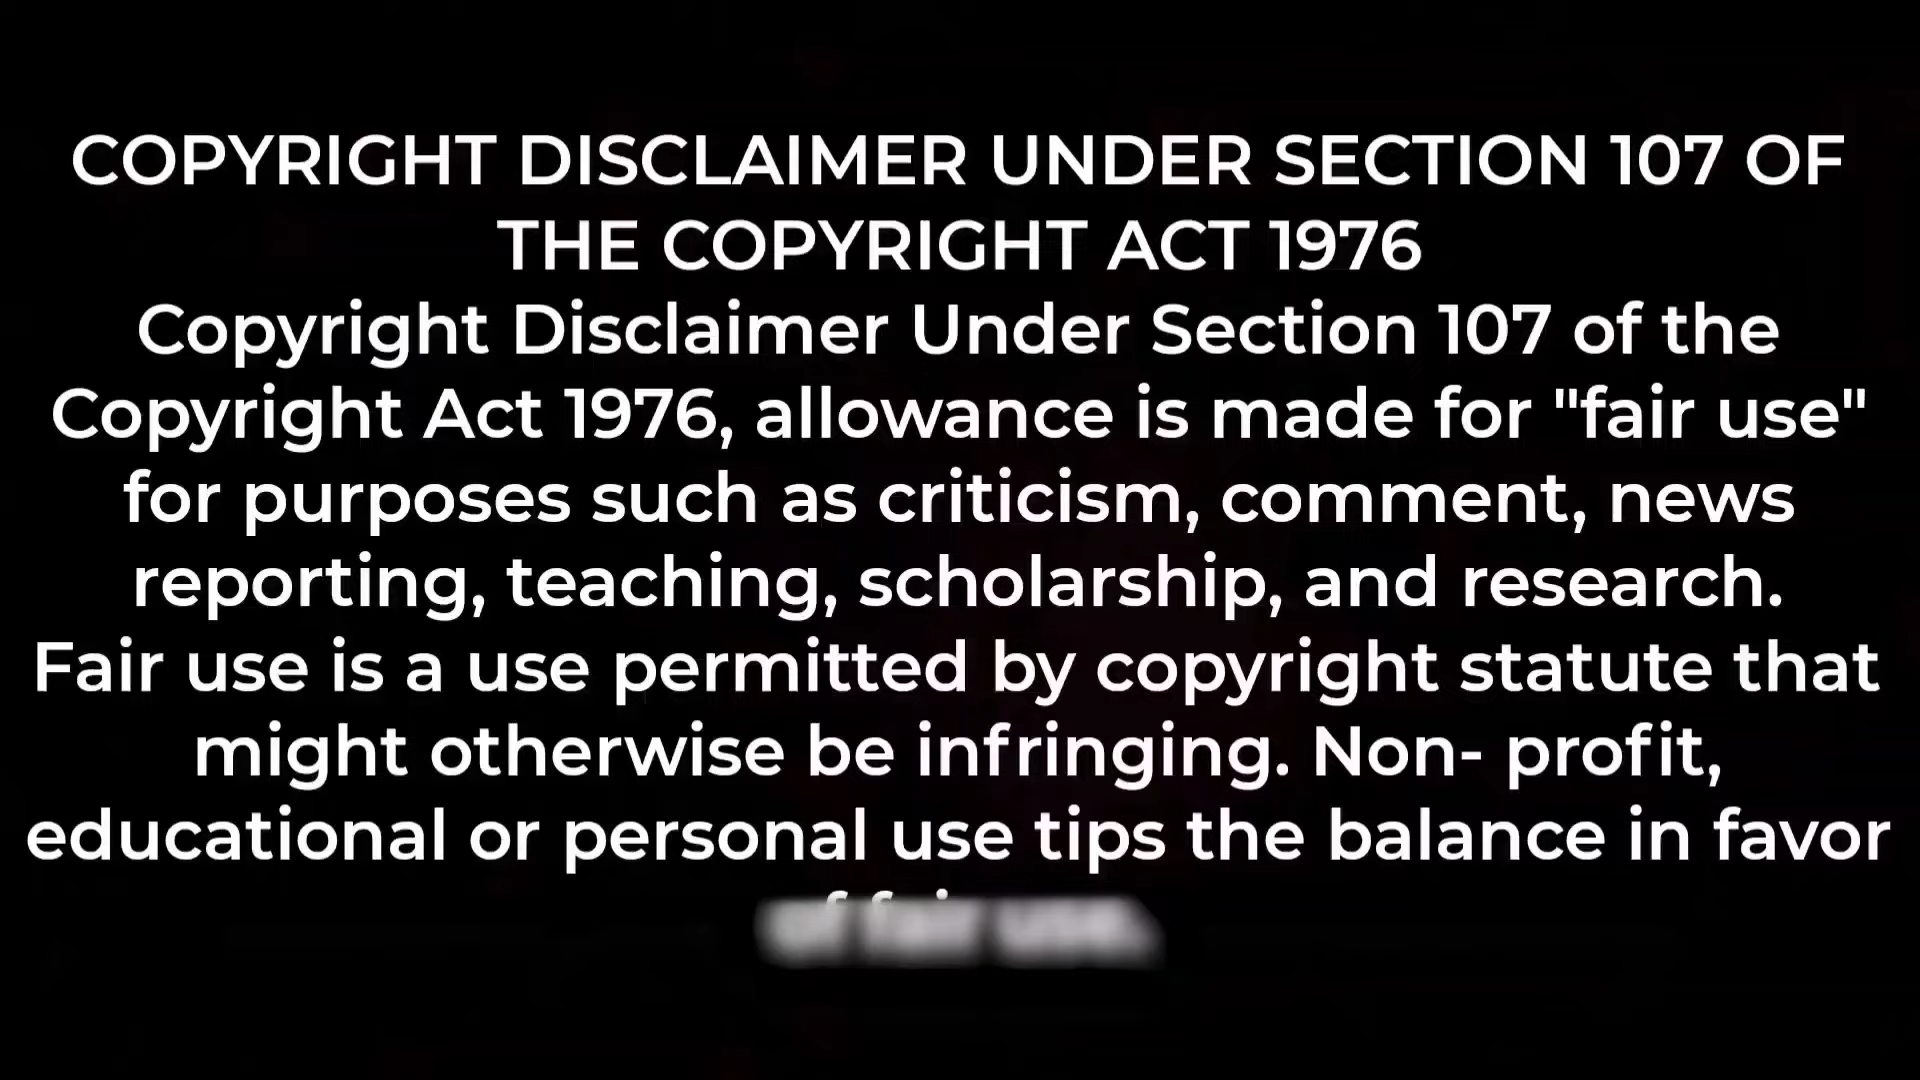 COPYRIGHT DISCLAIMER UNDER SECTION 107 OF
THE COPYRIGHT ACT 1976
Copyright Disclaimer Under Section 107 of the
Copyright Act 1976, allowance is made for "fair use"
for purposes such as criticism, comment, news
reporting, teaching, scholarship, and research.
Fair use is a use permitted by copyright statute that
might otherwise be infringing. Non- profit,
educational or personal use tips the balance in favor
of fair use.